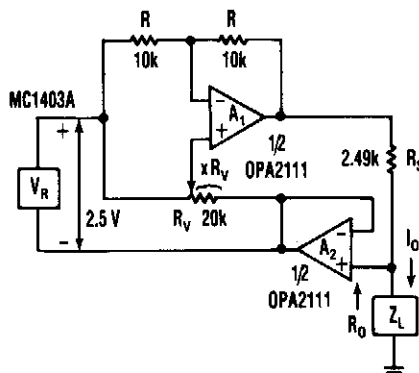 R R
10k 10k
MC1403A
+
−
A₁
+
1/2
OPA2111
2.49k
xR_V
V_R
2.5 V
R_V 20k
−
A₂
+
I_O
1/2
OPA2111
R_O
Z_L